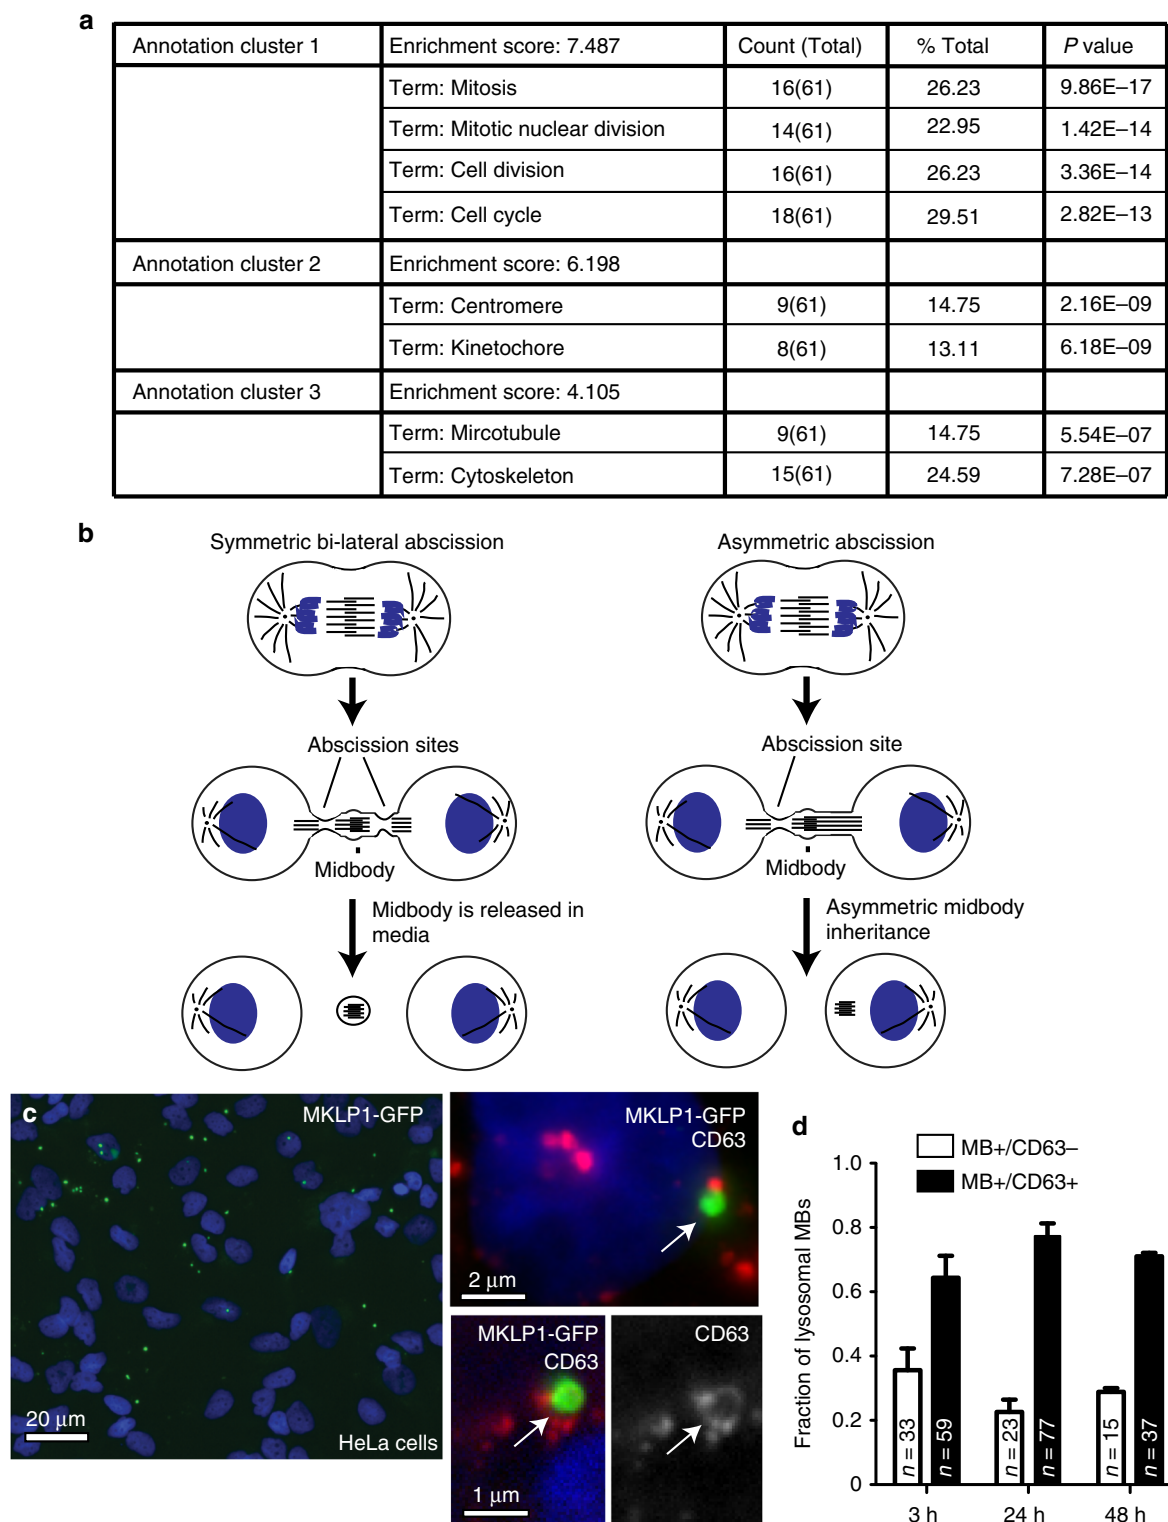 a
Annotation cluster 1 Enrichment score: 7.487 Count (Total) % Total P value
Term: Mitosis 16(61) 26.23 9.86E–17
Term: Mitotic nuclear division 14(61) 22.95 1.42E–14
Term: Cell division 16(61) 26.23 3.36E–14
Term: Cell cycle 18(61) 29.51 2.82E–13
Annotation cluster 2 Enrichment score: 6.198
Term: Centromere 9(61) 14.75 2.16E–09
Term: Kinetochore 8(61) 13.11 6.18E–09
Annotation cluster 3 Enrichment score: 4.105
Term: Mircotubule 9(61) 14.75 5.54E–07
Term: Cytoskeleton 15(61) 24.59 7.28E–07
b
Symmetric bi-lateral abscission
Abscission sites
Midbody
Midbody is released in
media
Asymmetric abscission
Abscission site
Midbody
Asymmetric midbody
inheritance
c
MKLP1-GFP
20 μm
HeLa cells
MKLP1-GFP
CD63
2 μm
MKLP1-GFP
CD63
1 μm
CD63
d
MB+/CD63–
MB+/CD63+
Fraction of lysosomal MBs
1.0
0.8
0.6
0.4
0.2
0
n = 33
n = 59
n = 23
n = 77
n = 15
n = 37
3 h
24 h
48 h